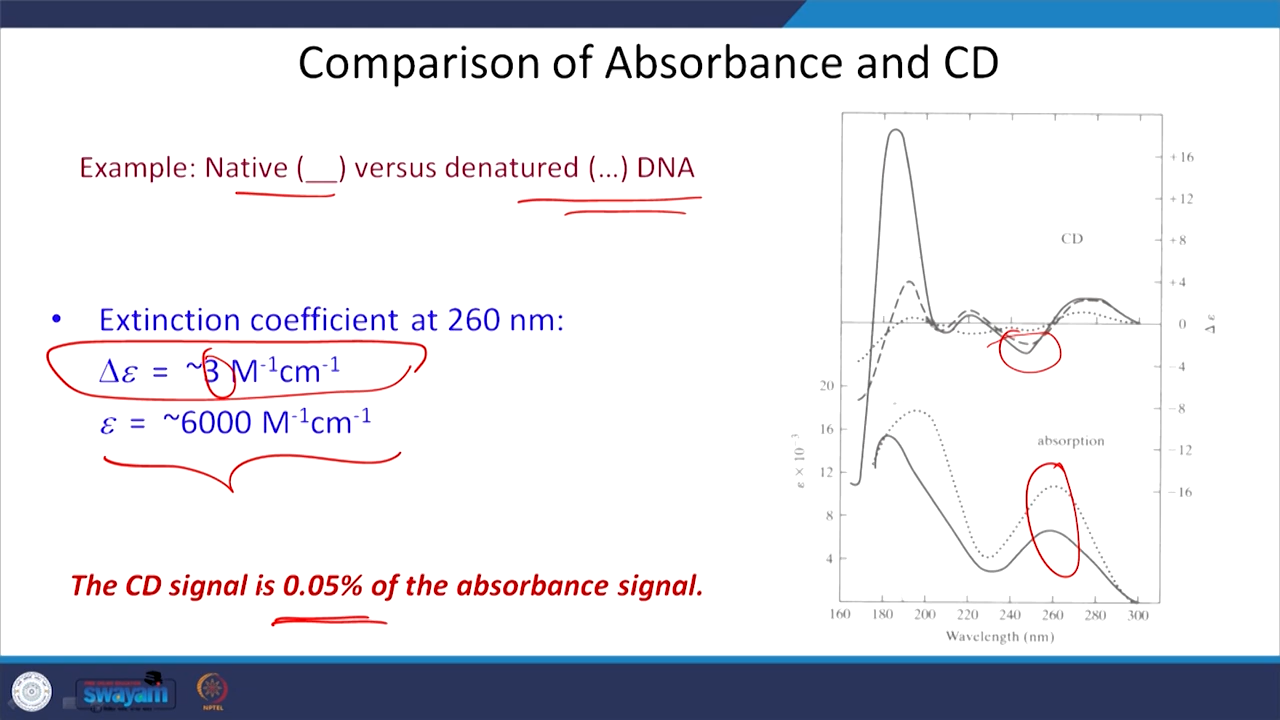 Comparison of Absorbance and CD
Example: Native (__) versus denatured (...) DNA
• Extinction coefficient at 260 nm:
Δε = ~3 M⁻¹cm⁻¹
ε = ~6000 M⁻¹cm⁻¹
The CD signal is 0.05% of the absorbance signal.
+16
+12
CD
+8
+4
0
Δ ε
-4
20
-8
16
absorption
-12
ε × 10⁻³
12
-16
8
4
160 180 200 220 240 260 280 300
Wavelength (nm)
swayam
NPTEL